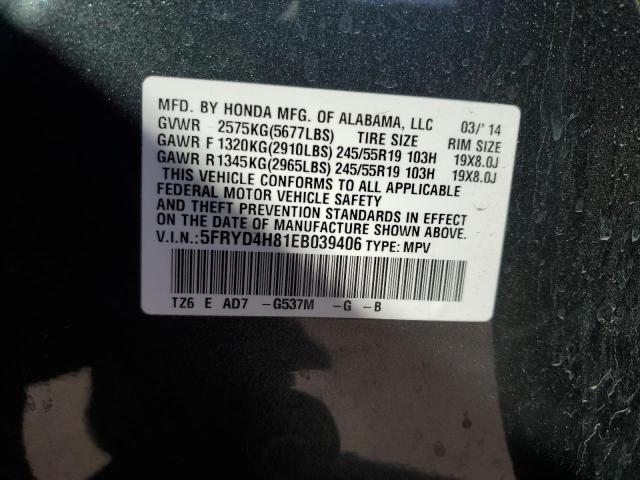 MFD. BY HONDA MFG. OF ALABAMA, LLC 03/'14
GVWR 2575KG(5677LBS) TIRE SIZE RIM SIZE
GAWR F 1320KG(2910LBS) 245/55R19 103H 19X8.0J
GAWR R 1345KG(2965LBS) 245/55R19 103H 19X8.0J
THIS VEHICLE CONFORMS TO ALL APPLICABLE
FEDERAL MOTOR VEHICLE SAFETY
AND THEFT PREVENTION STANDARDS IN EFFECT
ON THE DATE OF MANUFACTURE SHOWN ABOVE.
V.I.N.:5FRYD4H81EB039406 TYPE: MPV
TZ6 E AD7 -G537M -G -B